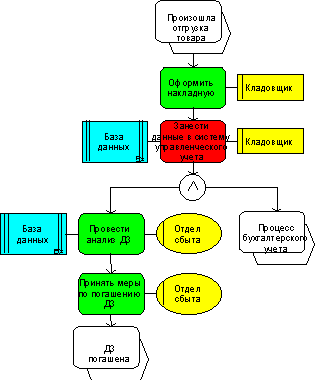 Произошла
отгрузка
товара
Оформить
накладную
Кладовщик
База
данных
Занести
данные в систему
управленческого
учета
Кладовщик
База
данных
Провести
анализ ДЗ
Отдел
сбыта
Процесс
бухгалтерского
учета
Принять меры
по погашению
ДЗ
Отдел
сбыта
ДЗ
погашена